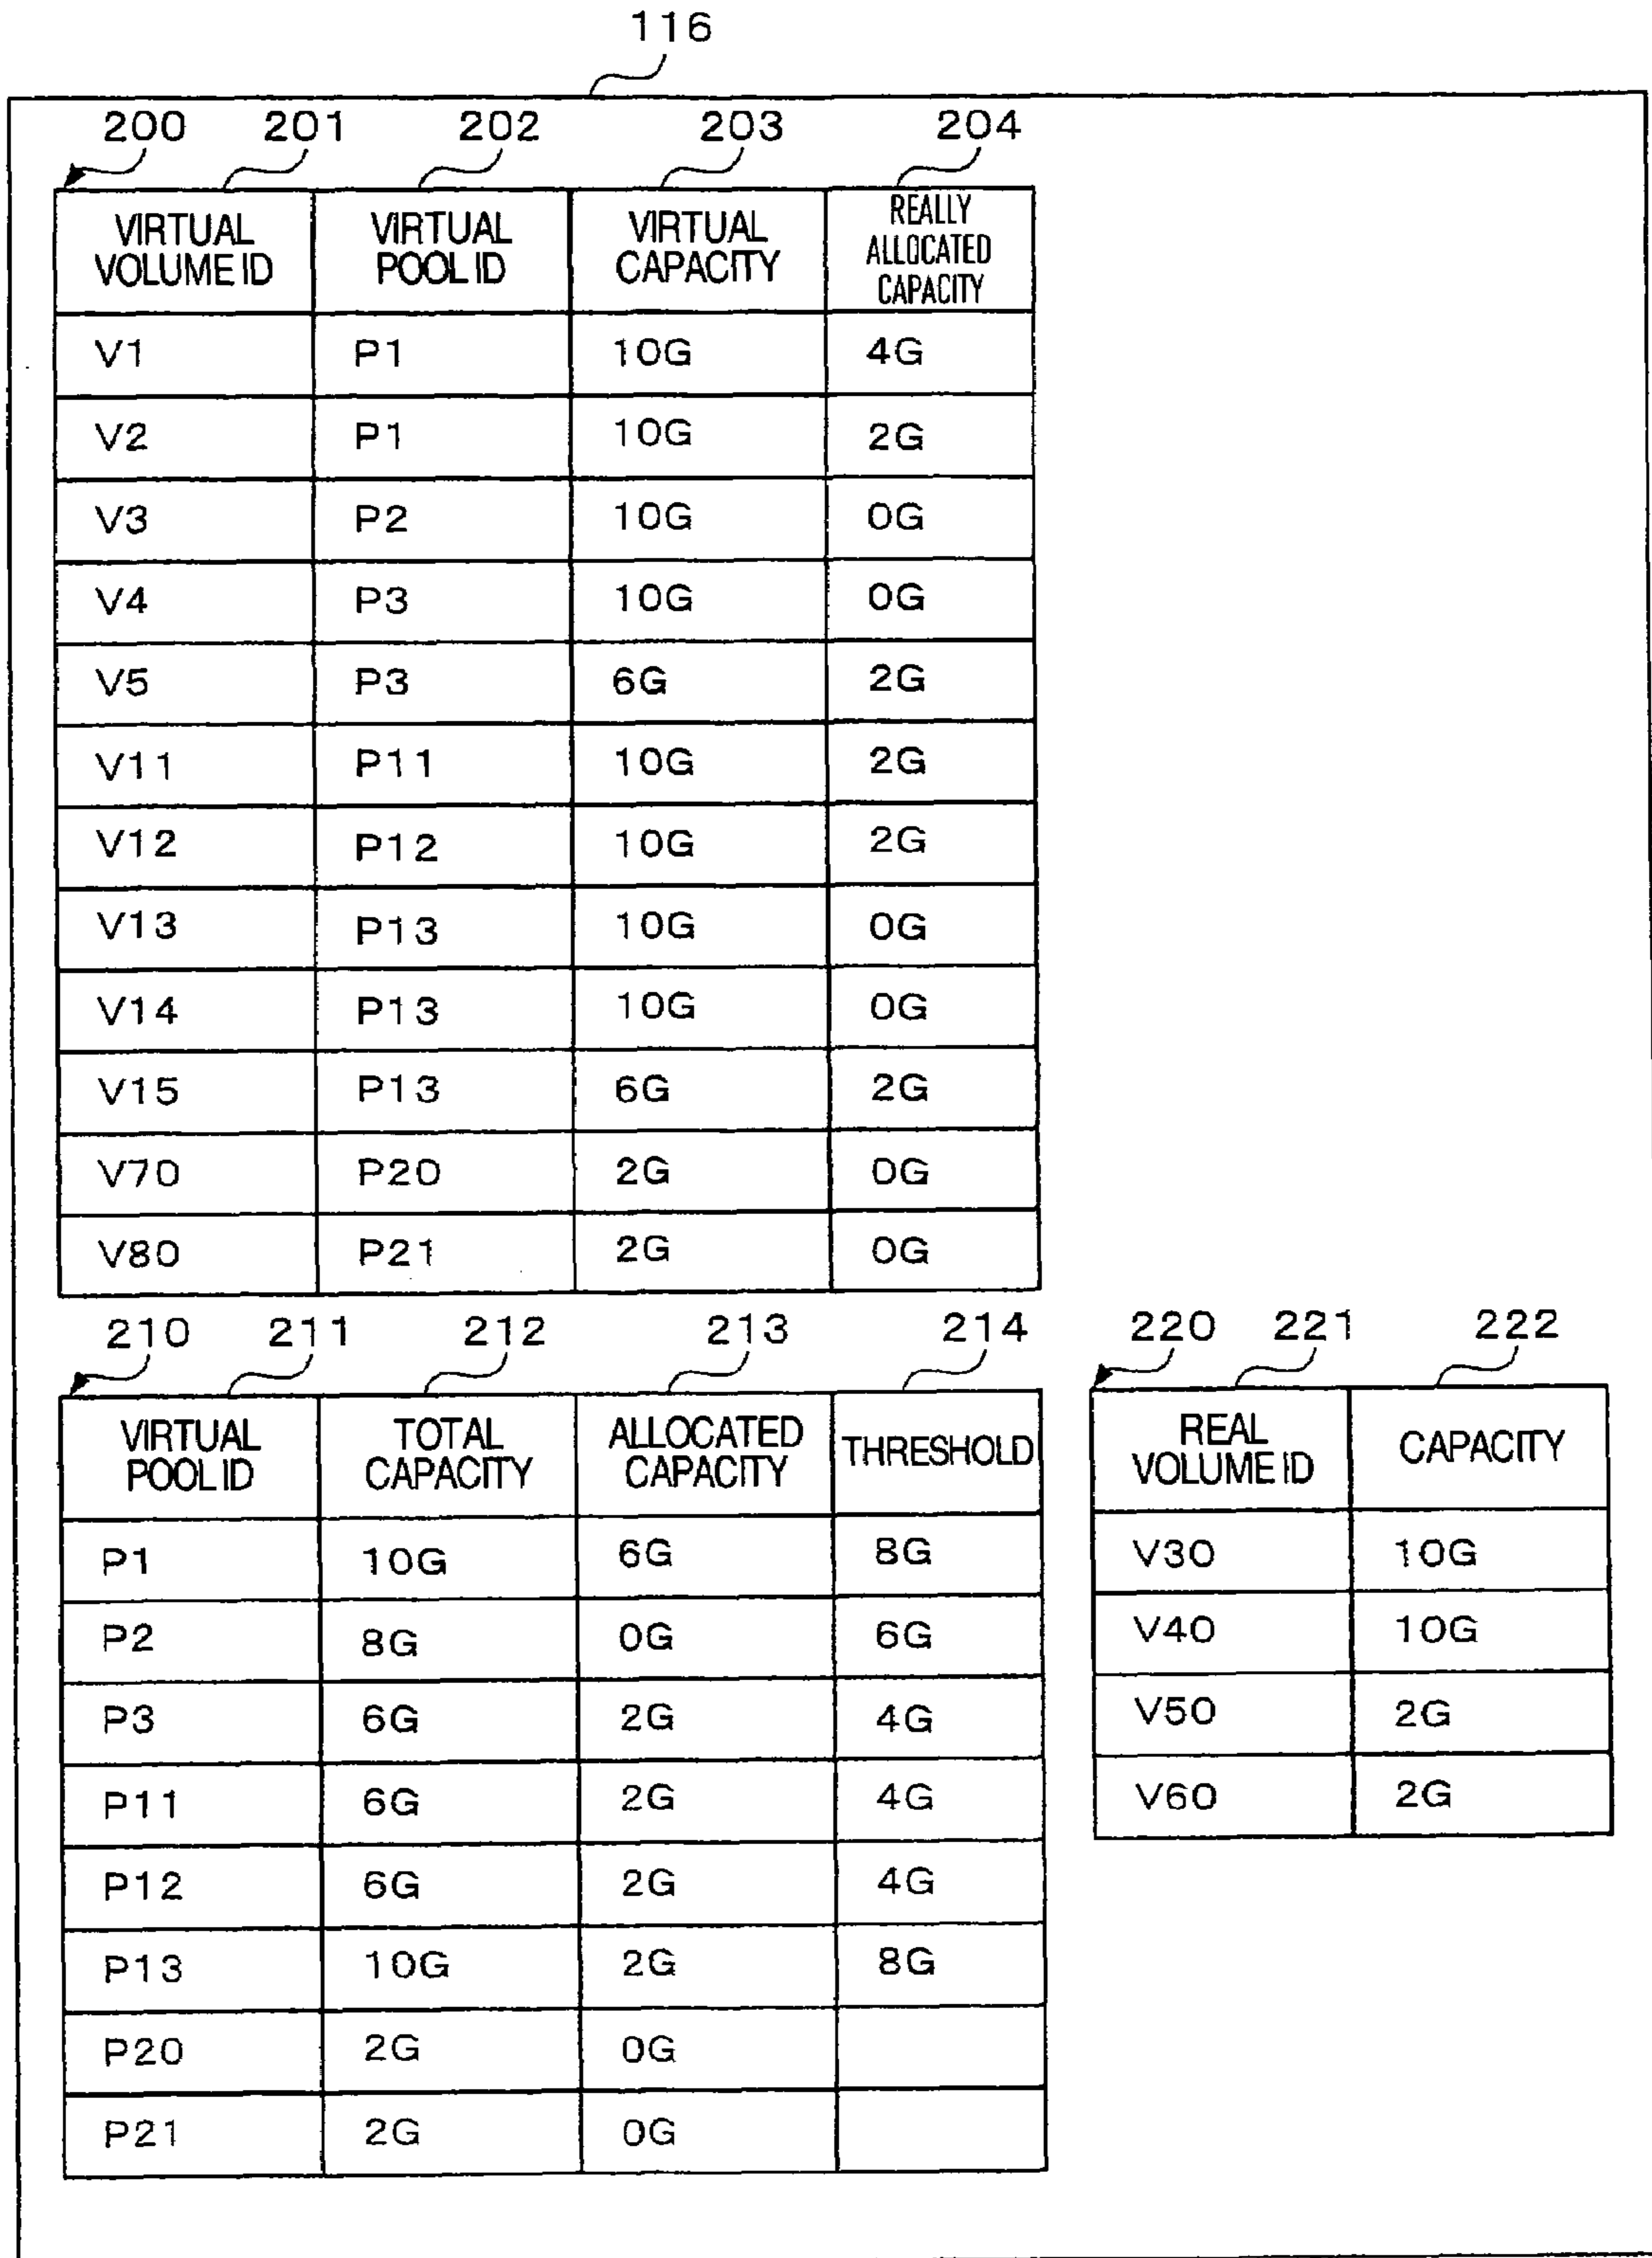 116
200 201 202 203 204
VIRTUAL VOLUME ID VIRTUAL POOL ID VIRTUAL CAPACITY REALLY ALLOCATED CAPACITY
V1 P1 10G 4G
V2 P1 10G 2G
V3 P2 10G 0G
V4 P3 10G 0G
V5 P3 6G 2G
V11 P11 10G 2G
V12 P12 10G 2G
V13 P13 10G 0G
V14 P13 10G 0G
V15 P13 6G 2G
V70 P20 2G 0G
V80 P21 2G 0G
210 211 212 213 214
VIRTUAL POOL ID TOTAL CAPACITY ALLOCATED CAPACITY THRESHOLD
P1 10G 6G 8G
P2 8G 0G 6G
P3 6G 2G 4G
P11 6G 2G 4G
P12 6G 2G 4G
P13 10G 2G 8G
P20 2G 0G
P21 2G 0G
220 221 222
REAL VOLUME ID CAPACITY
V30 10G
V40 10G
V50 2G
V60 2G